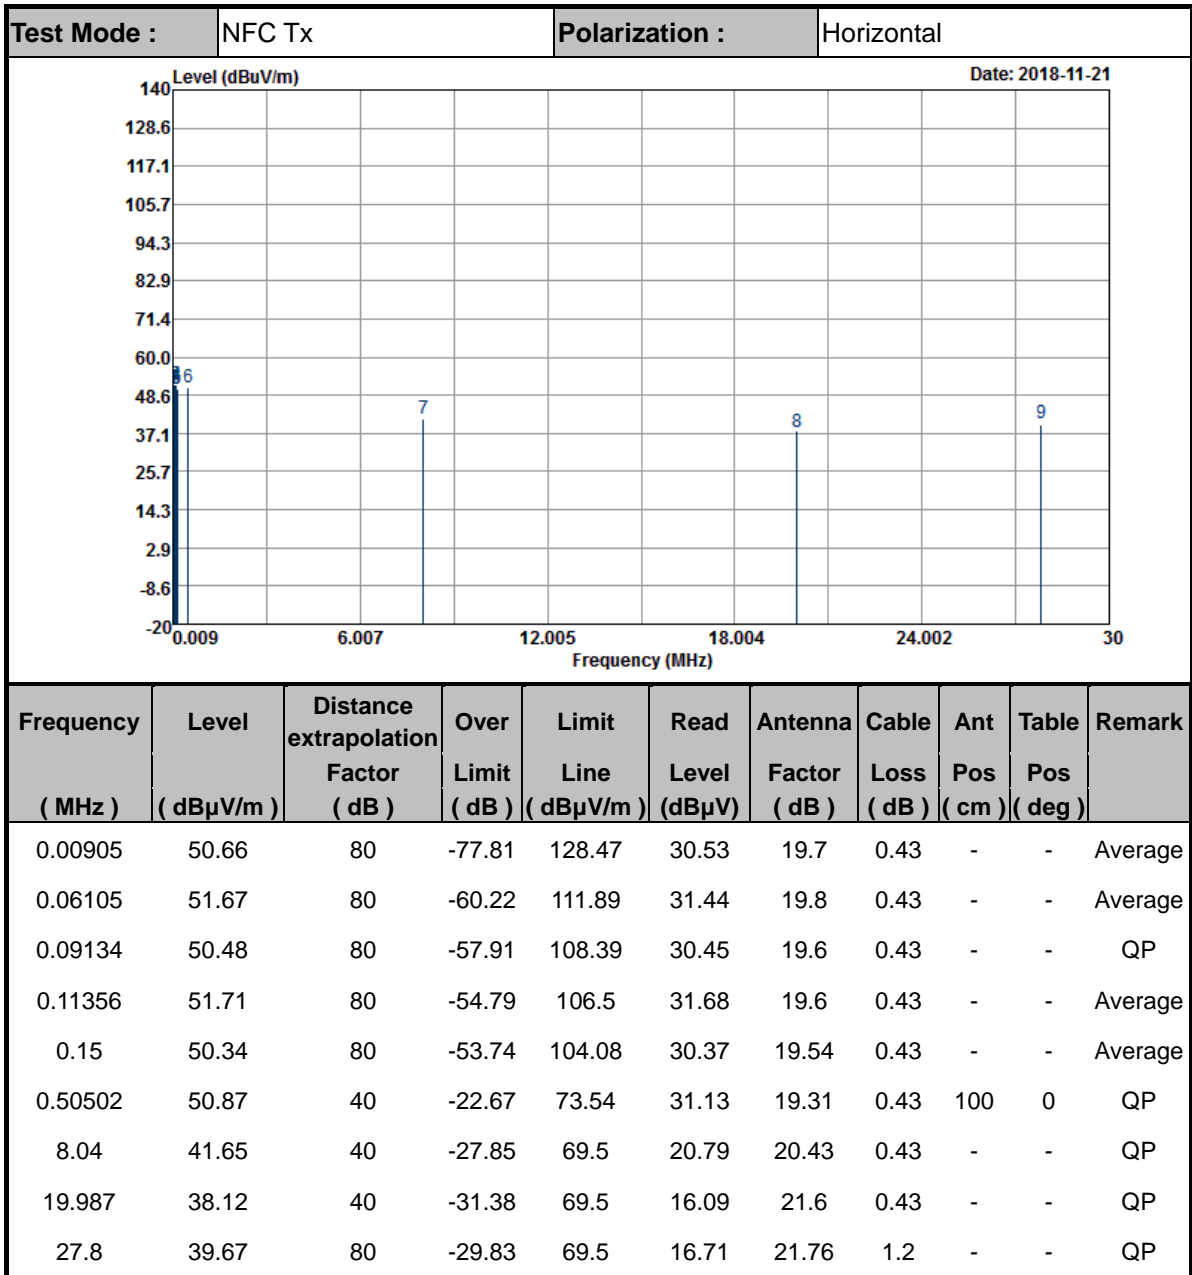 Test Mode : NFC Tx Polarization : Horizontal
Level (dBuV/m) Date: 2018-11-21
140
128.6
117.1
105.7
94.3
82.9
71.4
60.0
48.6
37.1
25.7
14.3
2.9
-8.6
-20
6
7
8
9
0.009 6.007 12.005 18.004 24.002 30
Frequency (MHz)
Frequency Level Distance extrapolation Over Limit Read Antenna Cable Ant Table Remark
Factor Limit Line Level Factor Loss Pos Pos
( MHz ) ( dBµV/m ) ( dB ) ( dB ) ( dBµV/m ) (dBµV) ( dB ) ( dB ) ( cm ) ( deg )
0.00905 50.66 80 -77.81 128.47 30.53 19.7 0.43 - - Average
0.06105 51.67 80 -60.22 111.89 31.44 19.8 0.43 - - Average
0.09134 50.48 80 -57.91 108.39 30.45 19.6 0.43 - - QP
0.11356 51.71 80 -54.79 106.5 31.68 19.6 0.43 - - Average
0.15 50.34 80 -53.74 104.08 30.37 19.54 0.43 - - Average
0.50502 50.87 40 -22.67 73.54 31.13 19.31 0.43 100 0 QP
8.04 41.65 40 -27.85 69.5 20.79 20.43 0.43 - - QP
19.987 38.12 40 -31.38 69.5 16.09 21.6 0.43 - - QP
27.8 39.67 80 -29.83 69.5 16.71 21.76 1.2 - - QP